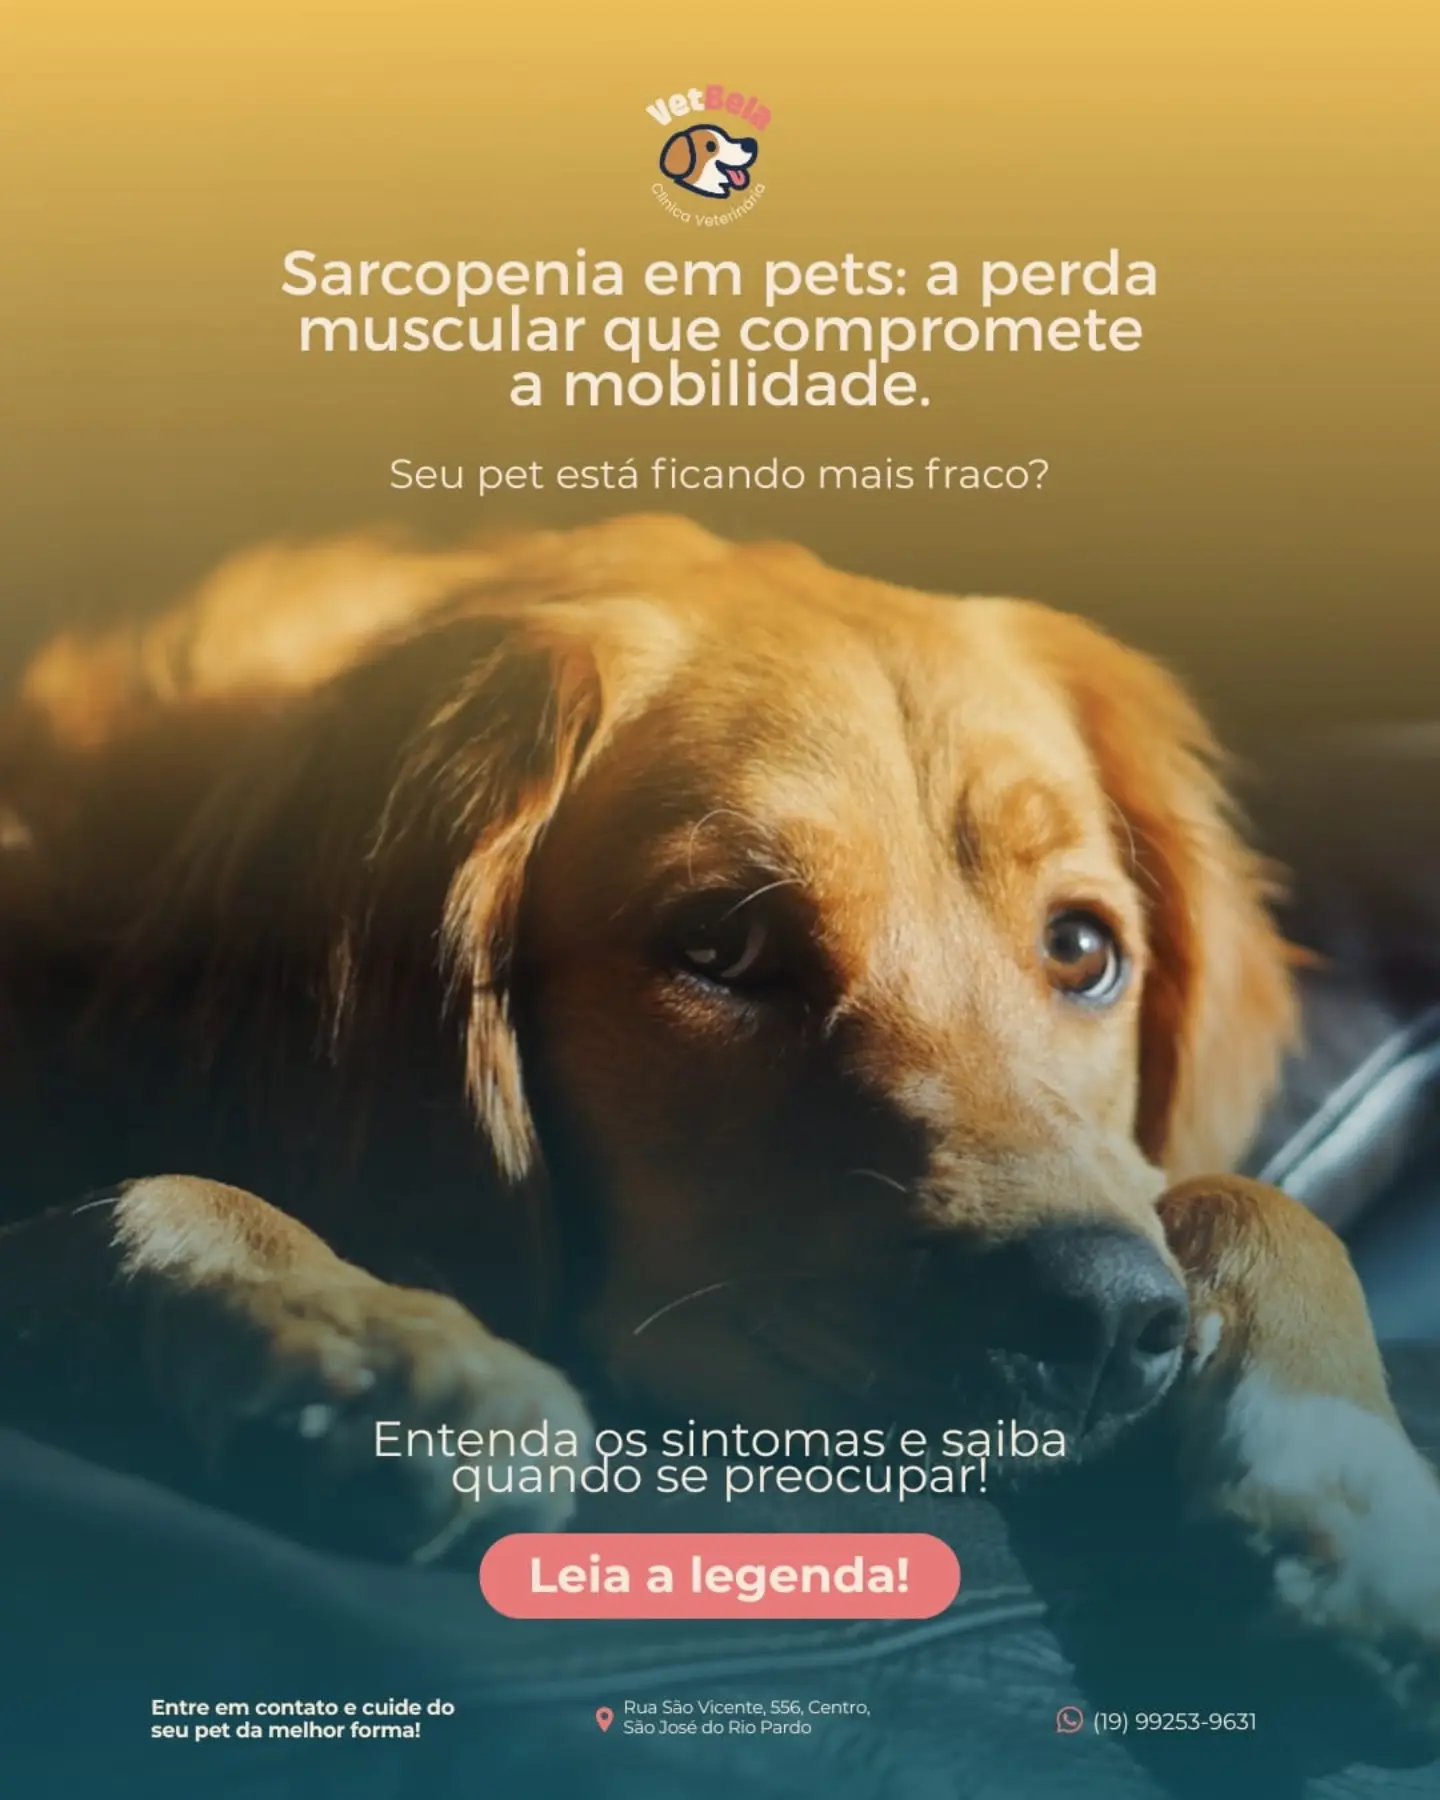 VetBela
Clínica Veterinária
Sarcopenia em pets: a perda
muscular que compromete
a mobilidade.
Seu pet está ficando mais fraco?
Entenda os sintomas e saiba
quando se preocupar!
Leia a legenda!
Entre em contato e cuide do
seu pet da melhor forma!
Rua São Vicente, 556, Centro,
São José do Rio Pardo
(19) 99253-9631